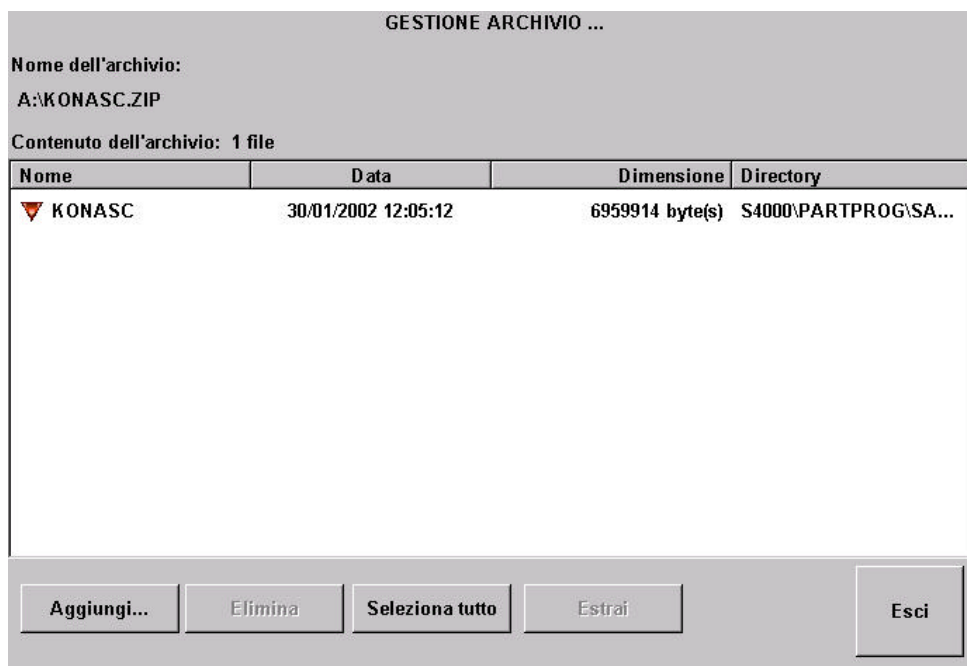 GESTIONE ARCHIVIO ...
Nome dell'archivio:
A:\KONASC.ZIP
Contenuto dell'archivio: 1 file
Nome Data Dimensione Directory
KONASC 30/01/2002 12:05:12 6959914 byte(s) S4000\PARTPROG\SA...
Aggiungi... Elimina Seleziona tutto Estrai Esci